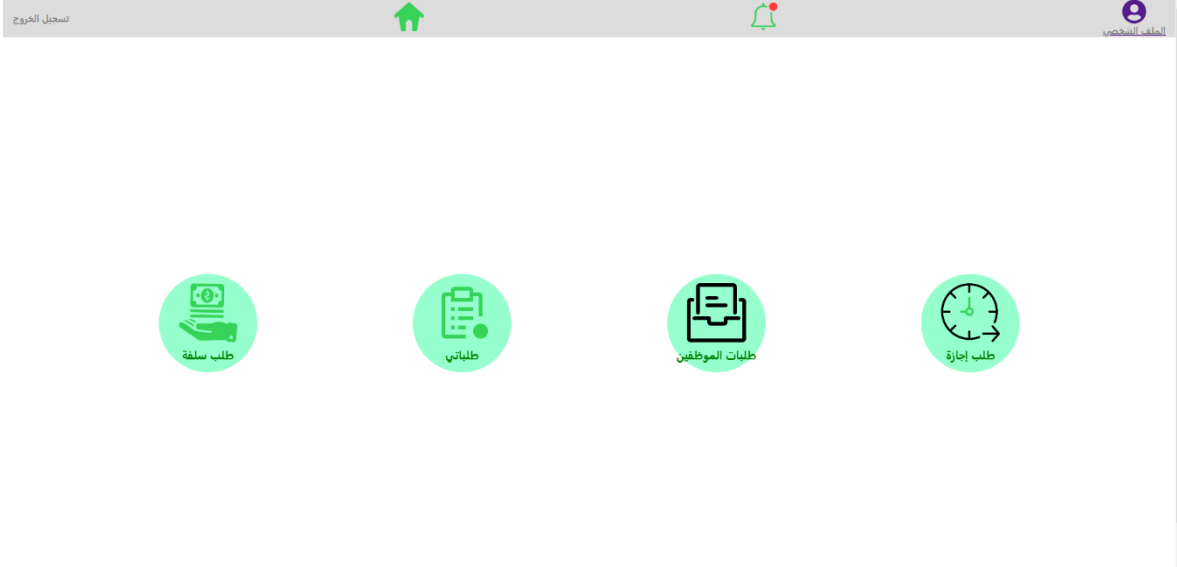 الملف الشخصي
تسجيل الخروج
طلب إجازة
طلبات الموظفين
طلباتي
طلب سلفة